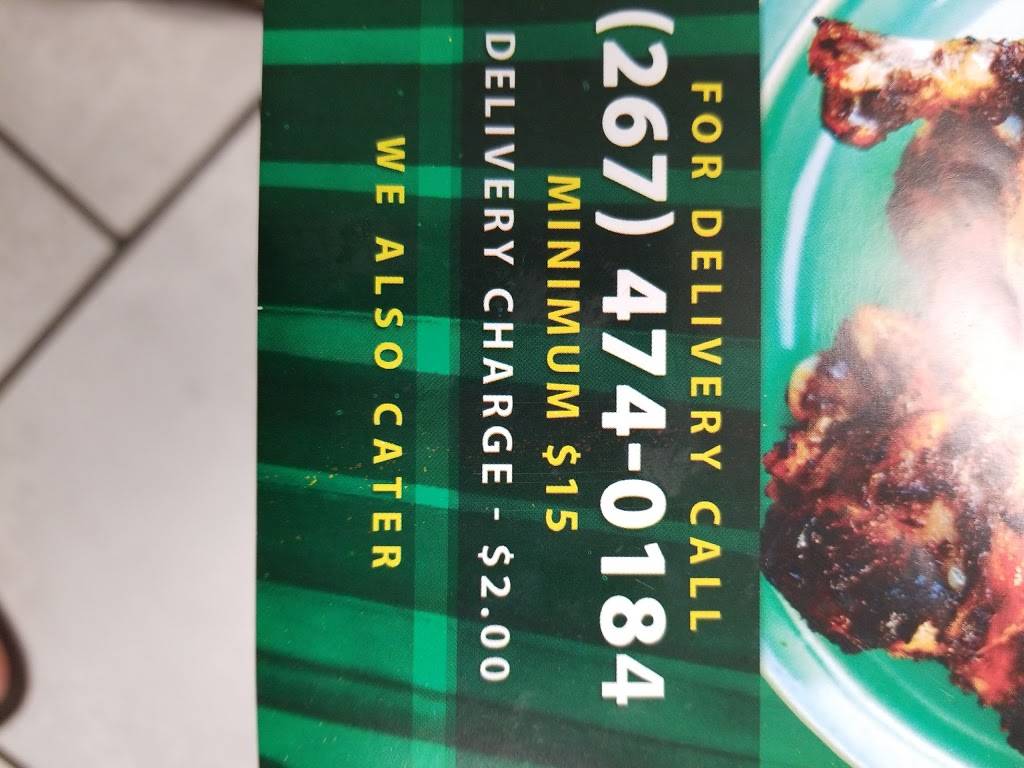 FOR DELIVERY CALL
(267) 474-0184
MINIMUM $15
DELIVERY CHARGE - $2.00
WE ALSO CATER